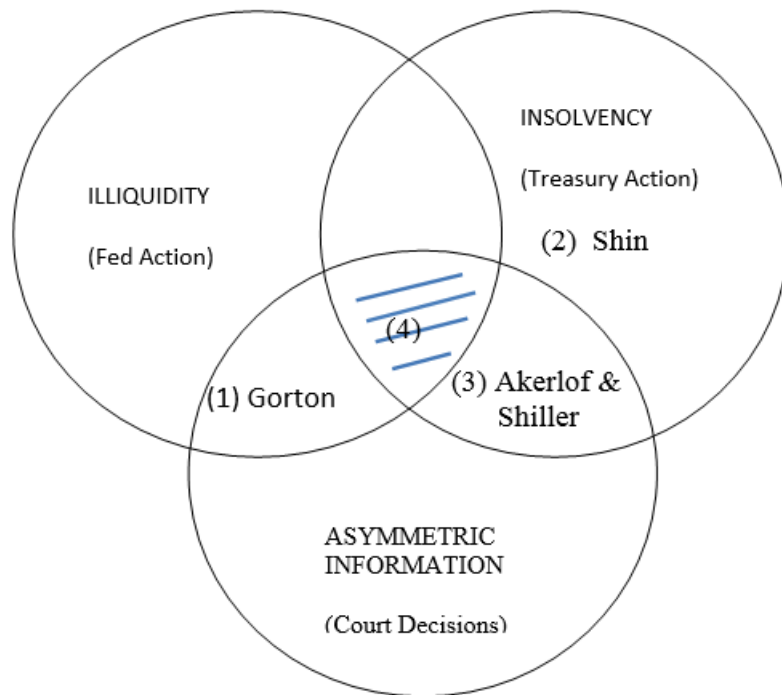 INSOLVENCY
(Treasury Action)
(2) Shin
ILLIQUIDITY
(Fed Action)
(4)
(1) Gorton
(3) Akerlof &
Shiller
ASYMMETRIC
INFORMATION
(Court Decisions)